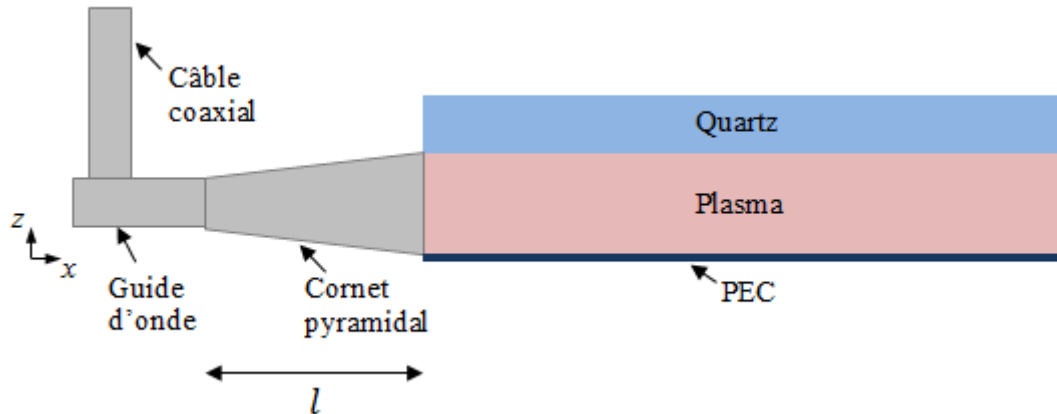 Câble
coaxial
Quartz
Plasma
z
x
Guide
d'onde
Cornet
pyramidal
PEC
l